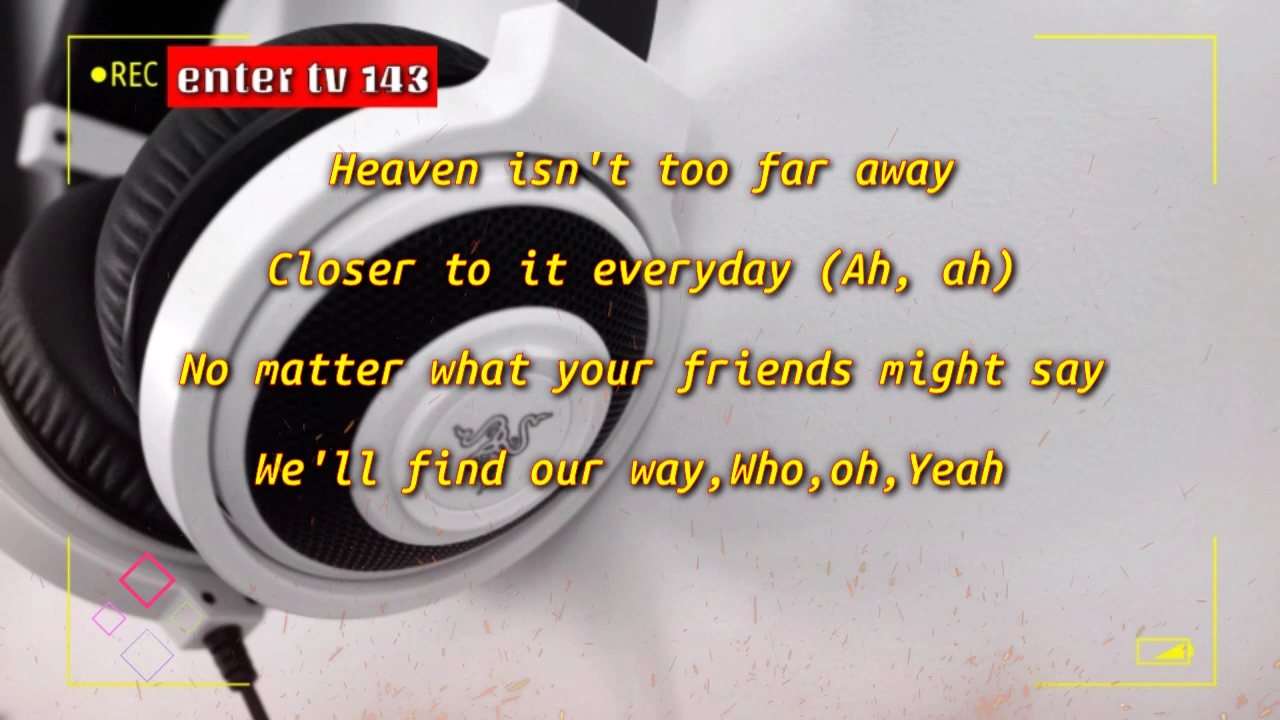 ●REC
enter tv 143
Heaven isn't too far away
Closer to it everyday (Ah, ah)
No matter what your friends might say
We'll find our way,Who,oh,Yeah